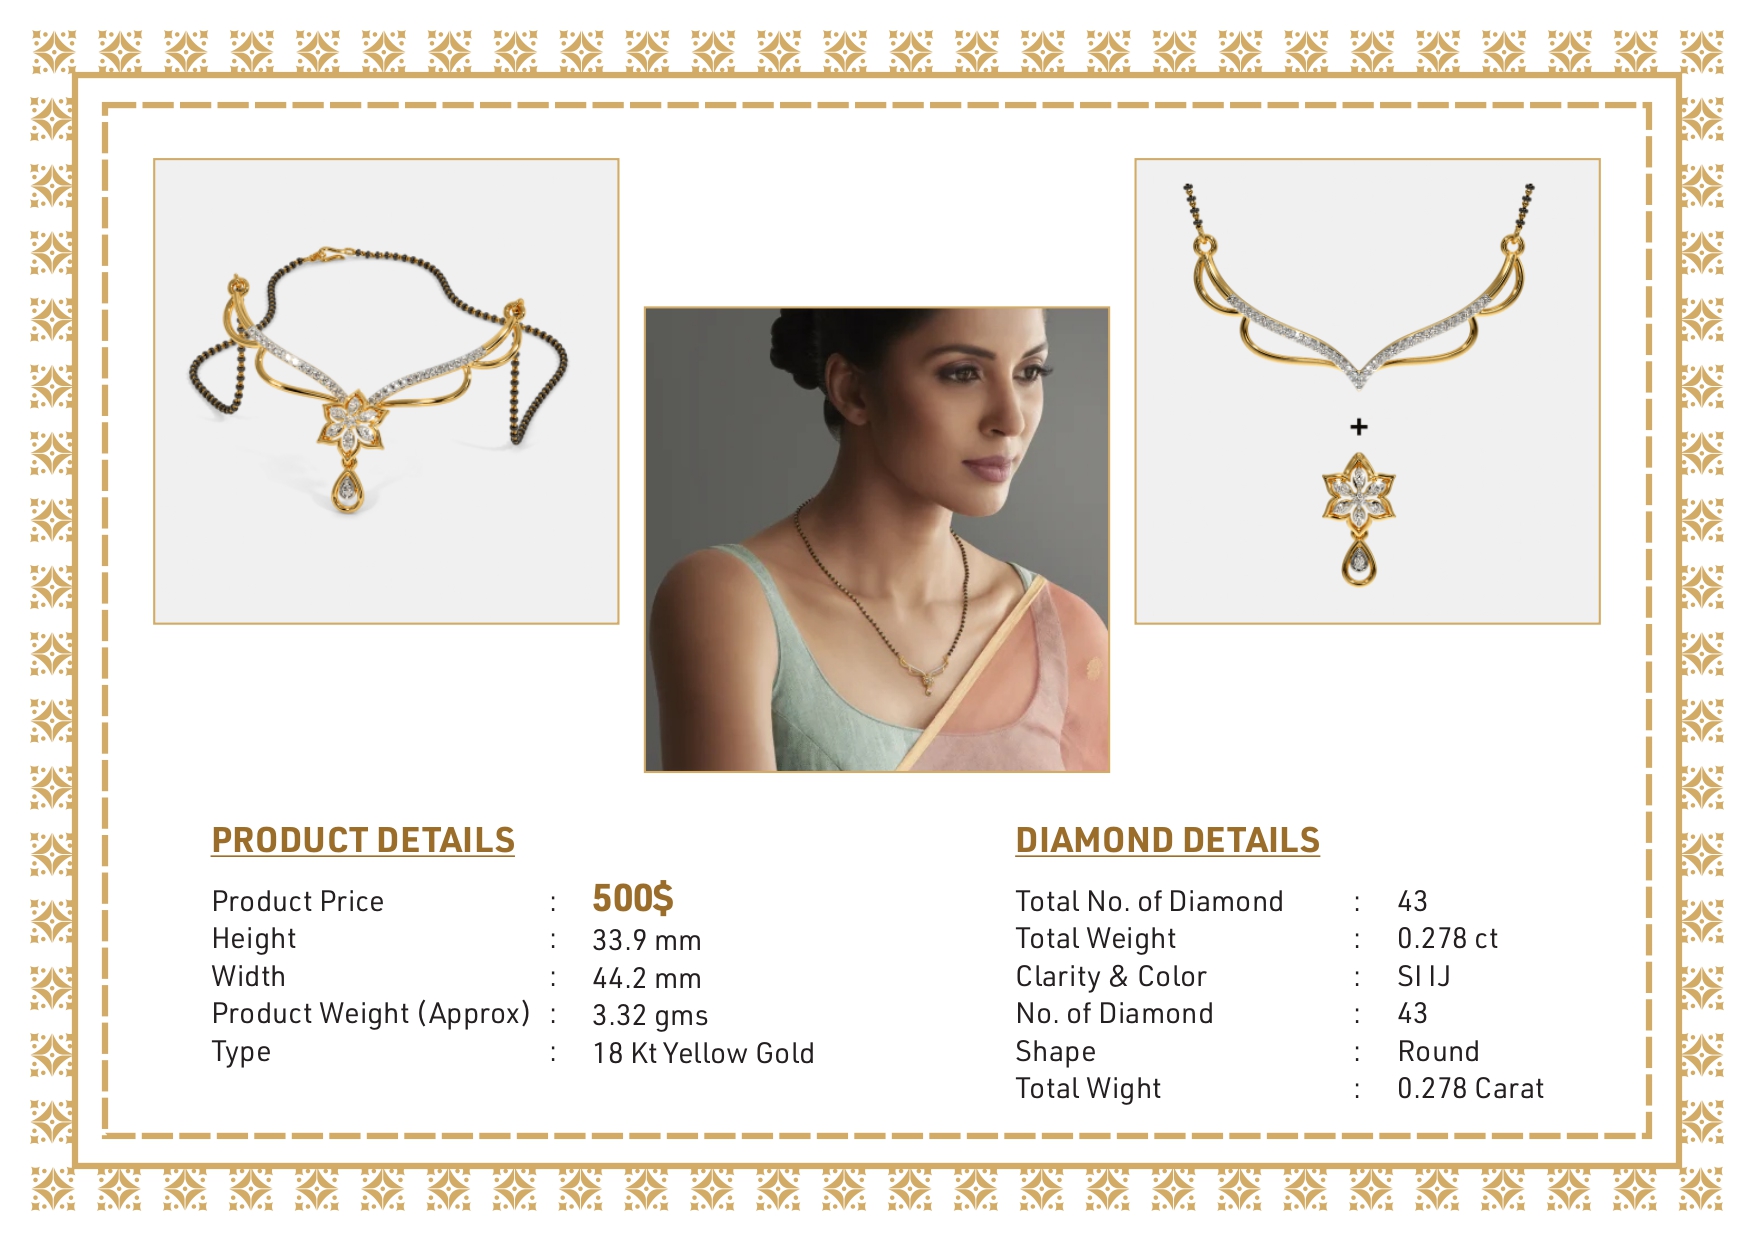 +
PRODUCT DETAILS
Product Price : 500$
Height : 33.9 mm
Width : 44.2 mm
Product Weight (Approx) : 3.32 gms
Type : 18 Kt Yellow Gold
DIAMOND DETAILS
Total No. of Diamond : 43
Total Weight : 0.278 ct
Clarity & Color : SI IJ
No. of Diamond : 43
Shape : Round
Total Wight : 0.278 Carat